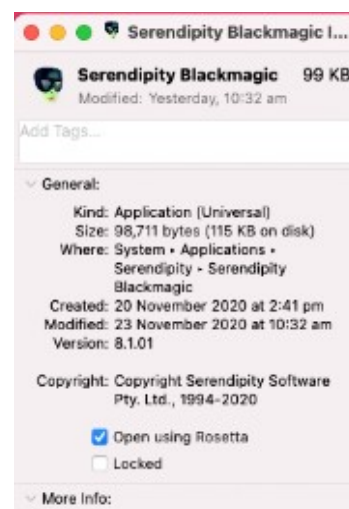 Serendipity Blackmagic I...
Serendipity Blackmagic 99 KB
Modified: Yesterday, 10:32 am
Add Tags...
General:
Kind: Application (Universal)
Size: 98,711 bytes (115 KB on disk)
Where: System • Applications •
Serendipity • Serendipity
Blackmagic
Created: 20 November 2020 at 2:41 pm
Modified: 23 November 2020 at 10:32 am
Version: 8.1.01
Copyright: Copyright Serendipity Software
Pty. Ltd., 1994-2020
Open using Rosetta
Locked
More Info: